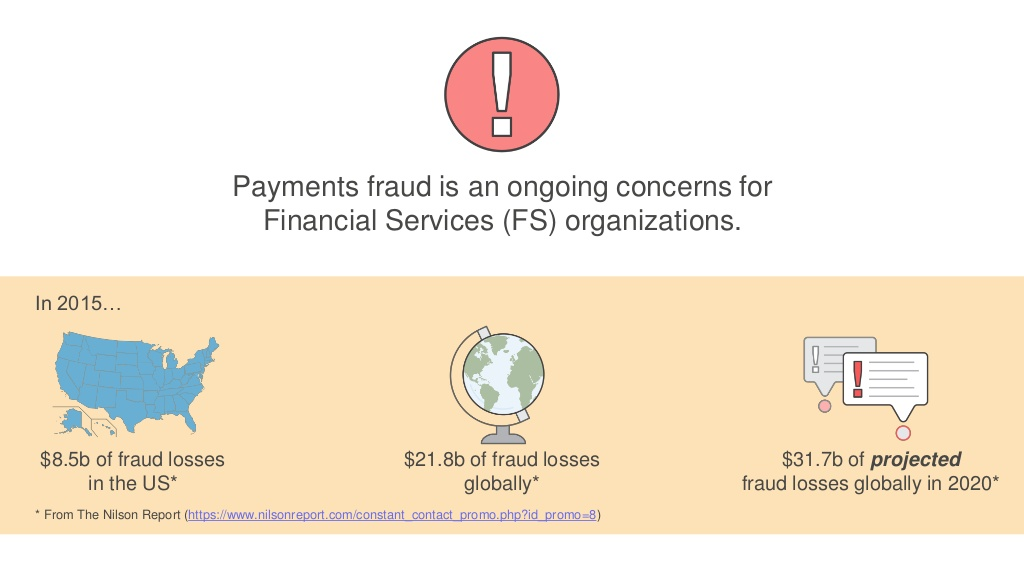 Payments fraud is an ongoing concerns for
Financial Services (FS) organizations.
In 2015…
$8.5b of fraud losses
in the US*
$21.8b of fraud losses
globally*
$31.7b of projected
fraud losses globally in 2020*
* From The Nilson Report (https://www.nilsonreport.com/constant_contact_promo.php?id_promo=8)